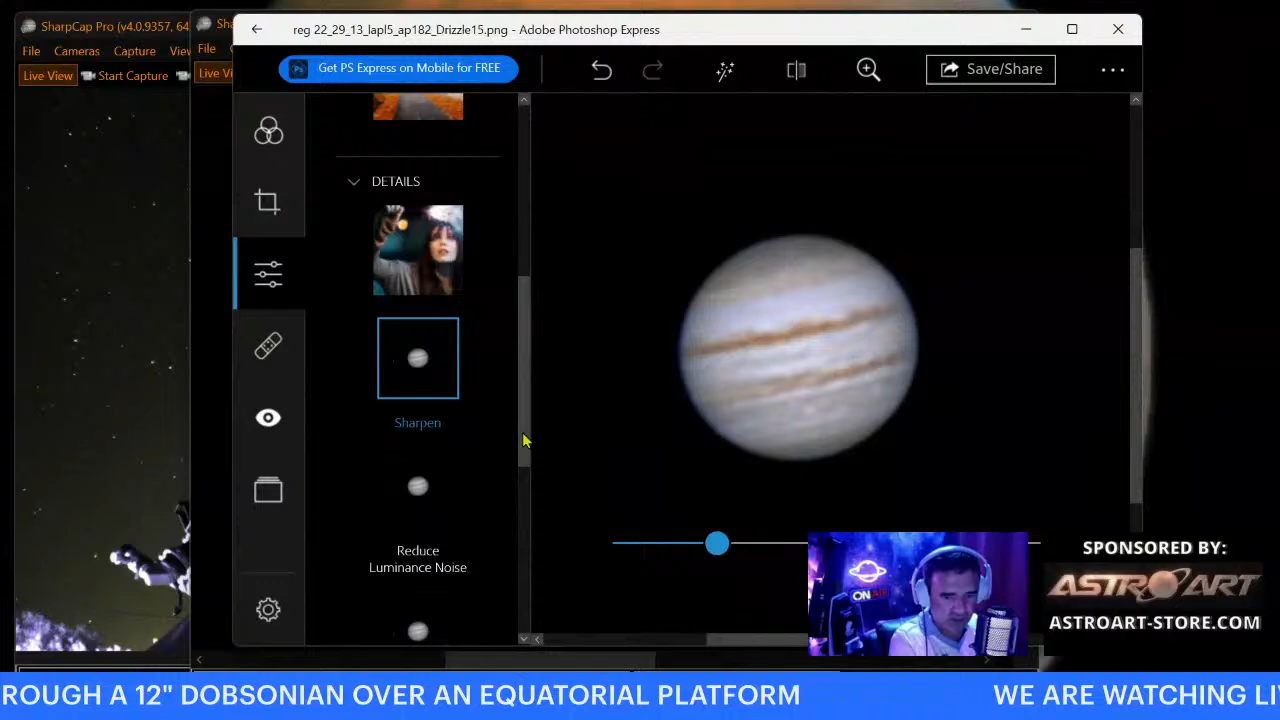 SharpCap Pro (v4.0.9357, 64
File Cameras Capture View
Live View Start Capture
File
Live Vi
reg 22_29_13_lapl5_ap182_Drizzle15.png - Adobe Photoshop Express
Ps Get PS Express on Mobile for FREE
Save/Share
DETAILS
Sharpen
Reduce
Luminance Noise
ON AIR
SPONSORED BY:
ASTROART
ASTROART-STORE.COM
ROUGH A 12" DOBSONIAN OVER AN EQUATORIAL PLATFORM WE ARE WATCHING LI